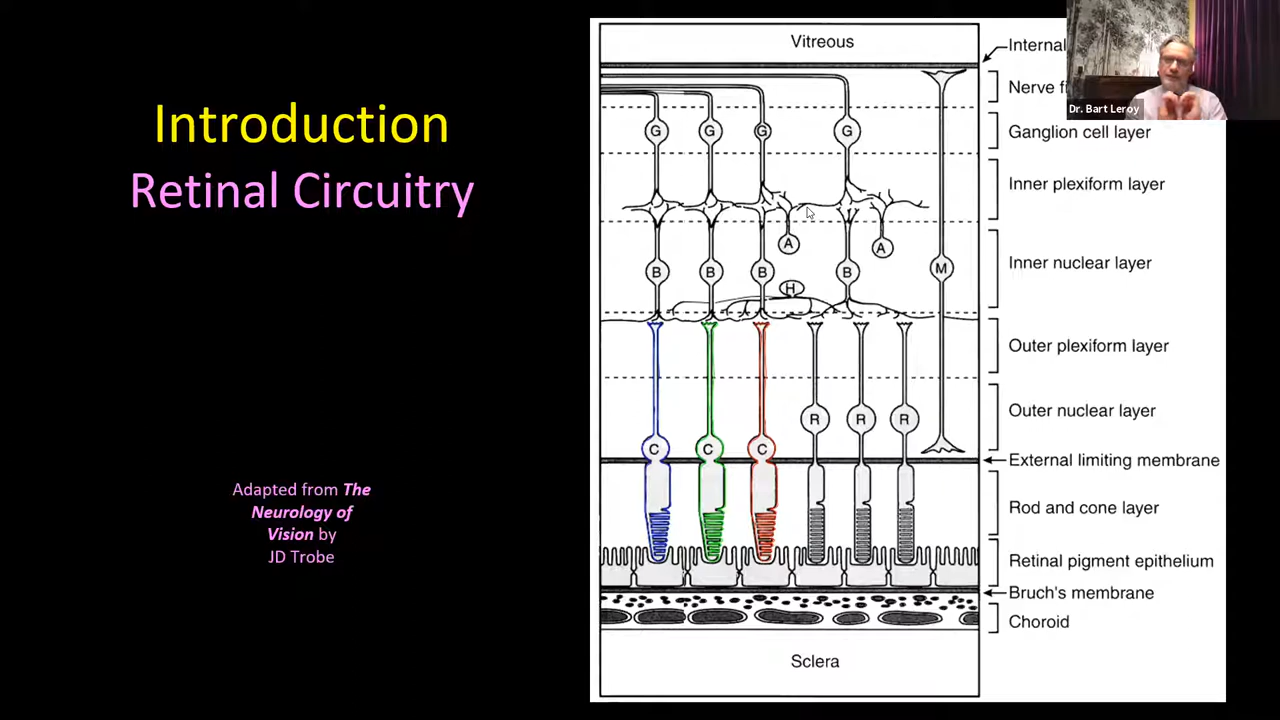 Introduction
Retinal Circuitry
Adapted from The
Neurology of
Vision by
JD Trobe
Vitreous
Internal
Nerve
Dr. Bart Leroy
G G G G
Ganglion cell layer
Inner plexiform layer
A A
B B B B M
Inner nuclear layer
H
Outer plexiform layer
Outer nuclear layer
R R R
C C C
External limiting membrane
Rod and cone layer
Retinal pigment epithelium
Bruch's membrane
Choroid
Sclera